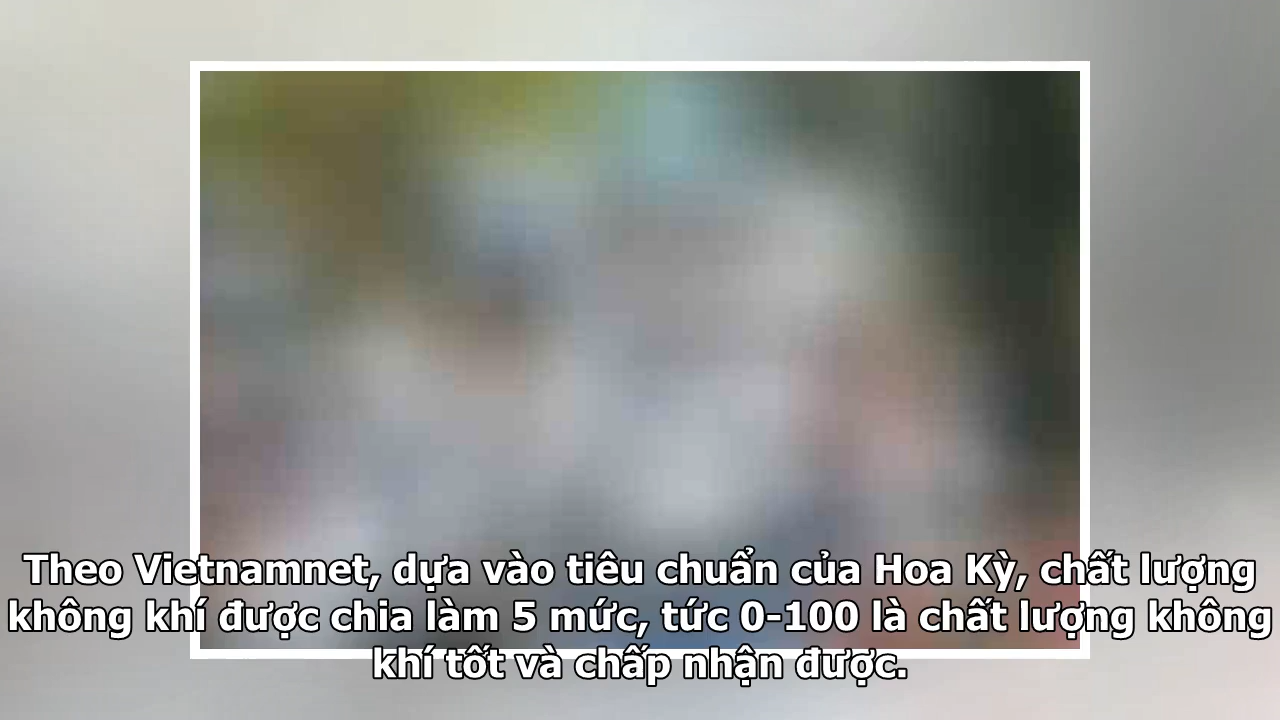 Theo Vietnamnet, dựa vào tiêu chuẩn của Hoa Kỳ, chất lượng
không khí được chia làm 5 mức, tức 0-100 là chất lượng không
khí tốt và chấp nhận được.